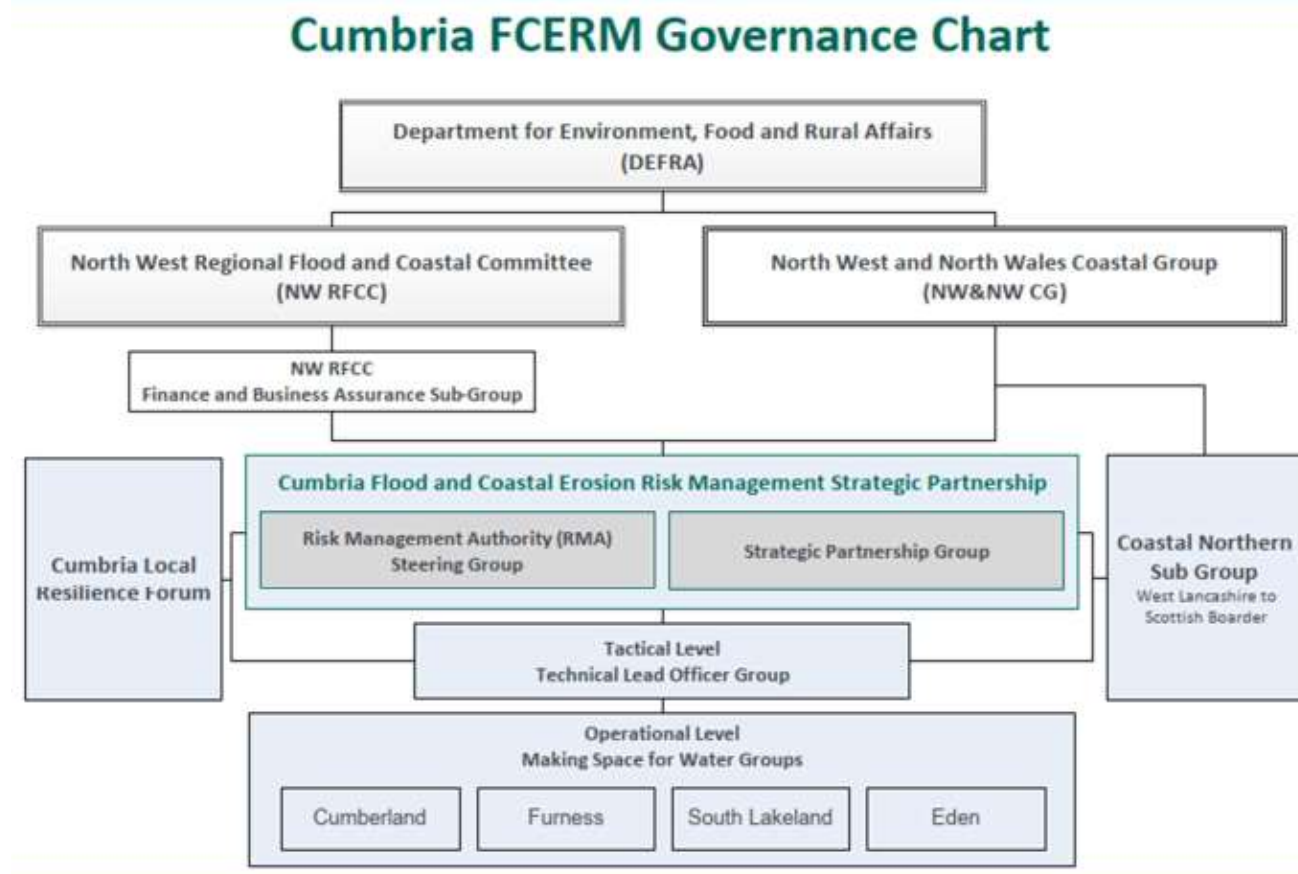 Cumbria FCERM Governance Chart
Department for Environment, Food and Rural Affairs
(DEFRA)
North West Regional Flood and Coastal Committee
(NW RFCC)
North West and North Wales Coastal Group
(NW&NW CG)
NW RFCC
Finance and Business Assurance Sub-Group
Cumbria Flood and Coastal Erosion Risk Management Strategic Partnership
Risk Management Authority (RMA)
Steering Group
Strategic Partnership Group
Cumbria Local
Resilience Forum
Coastal Northern
Sub Group
West Lancashire to
Scottish Boarder
Tactical Level
Technical Lead Officer Group
Operational Level
Making Space for Water Groups
Cumberland
Furness
South Lakeland
Eden